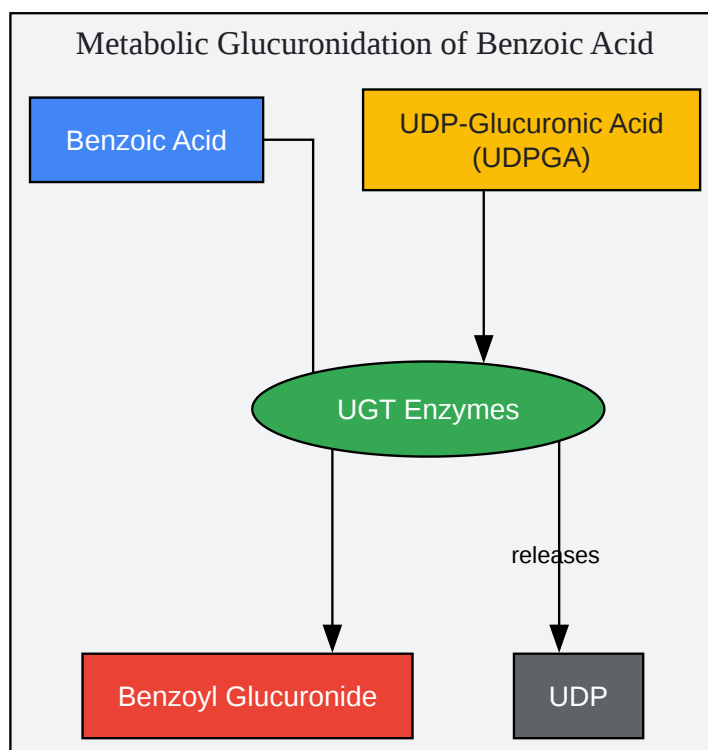 Metabolic Glucuronidation of Benzoic Acid
Benzoic Acid
UDP-Glucuronic Acid
(UDPGA)
UGT Enzymes
releases
Benzoyl Glucuronide
UDP